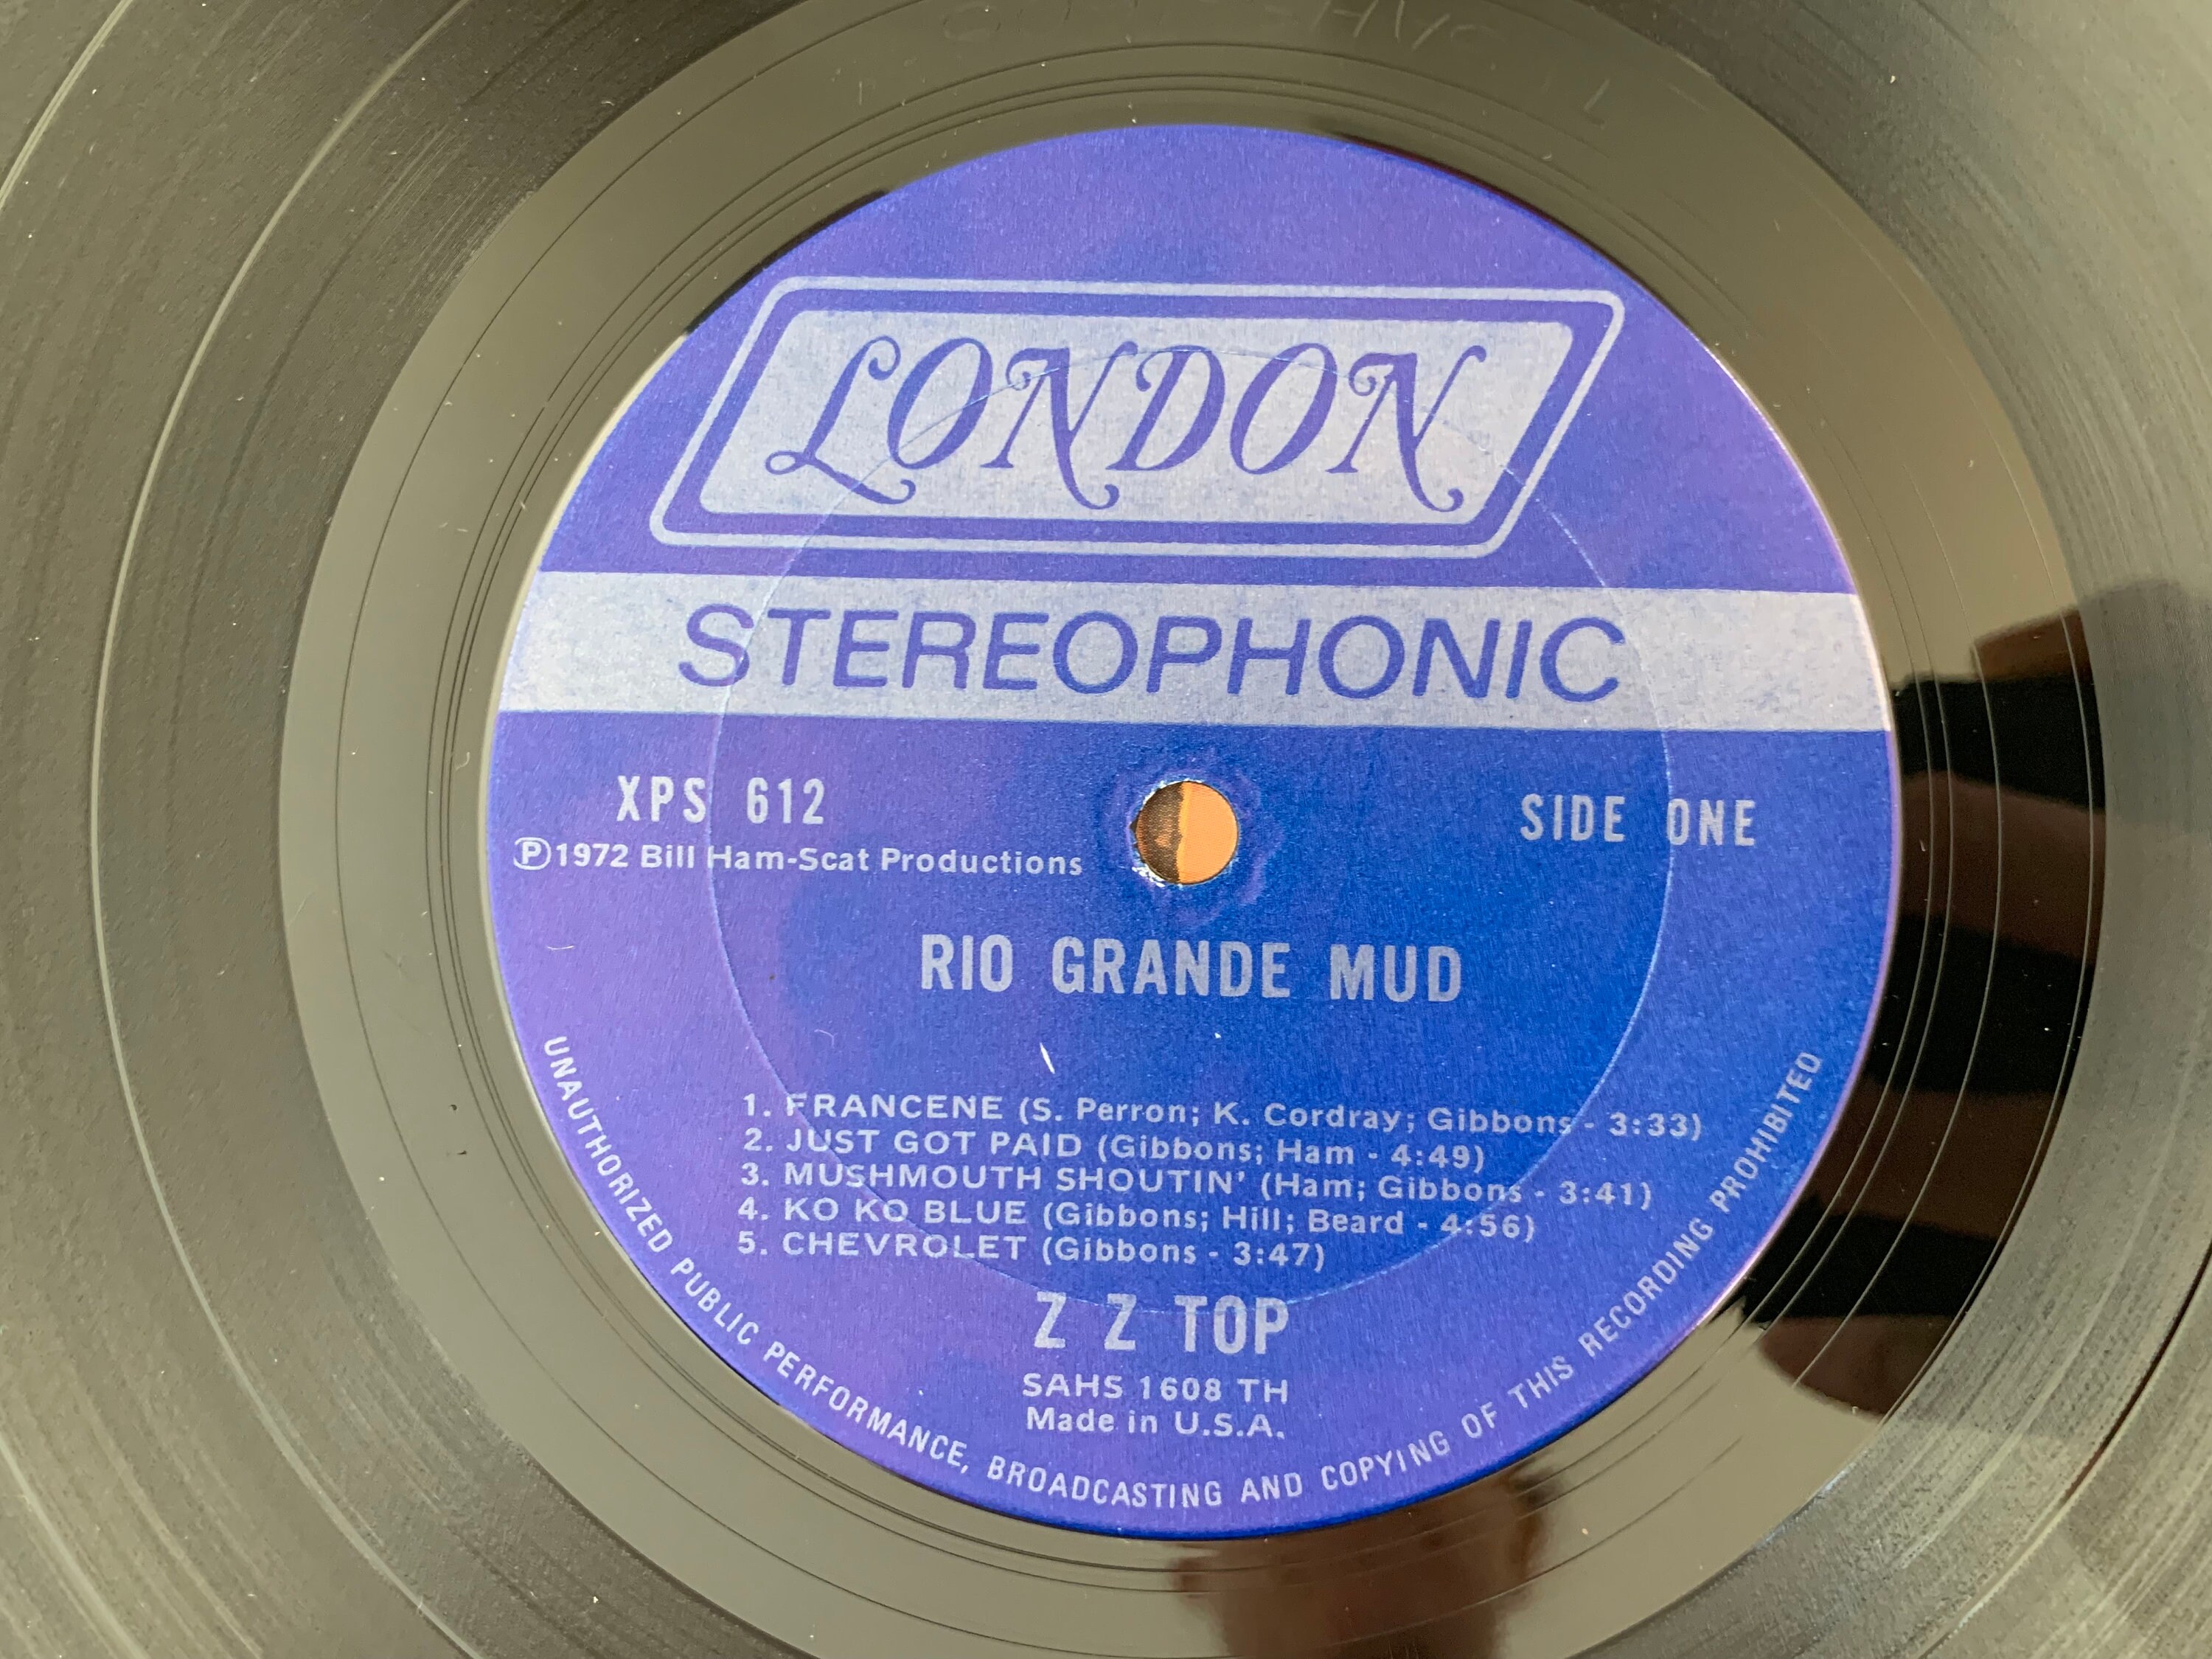 LONDON
STEREOPHONIC
XPS 612
SIDE ONE
Ⓟ1972 Bill Ham-Scat Productions
RIO GRANDE MUD
1. FRANCENE (S. Perron; K. Cordray; Gibbons - 3:33)
2. JUST GOT PAID (Gibbons; Ham - 4:49)
3. MUSHMOUTH SHOUTIN' (Ham; Gibbons - 3:41)
4. KO KO BLUE (Gibbons; Hill; Beard - 4:56)
5. CHEVROLET (Gibbons - 3:47)
Z Z TOP
SAHS 1608 TH
Made in U.S.A.
UNAUTHORIZED PUBLIC PERFORMANCE, BROADCASTING AND COPYING OF THIS RECORDING PROHIBITED